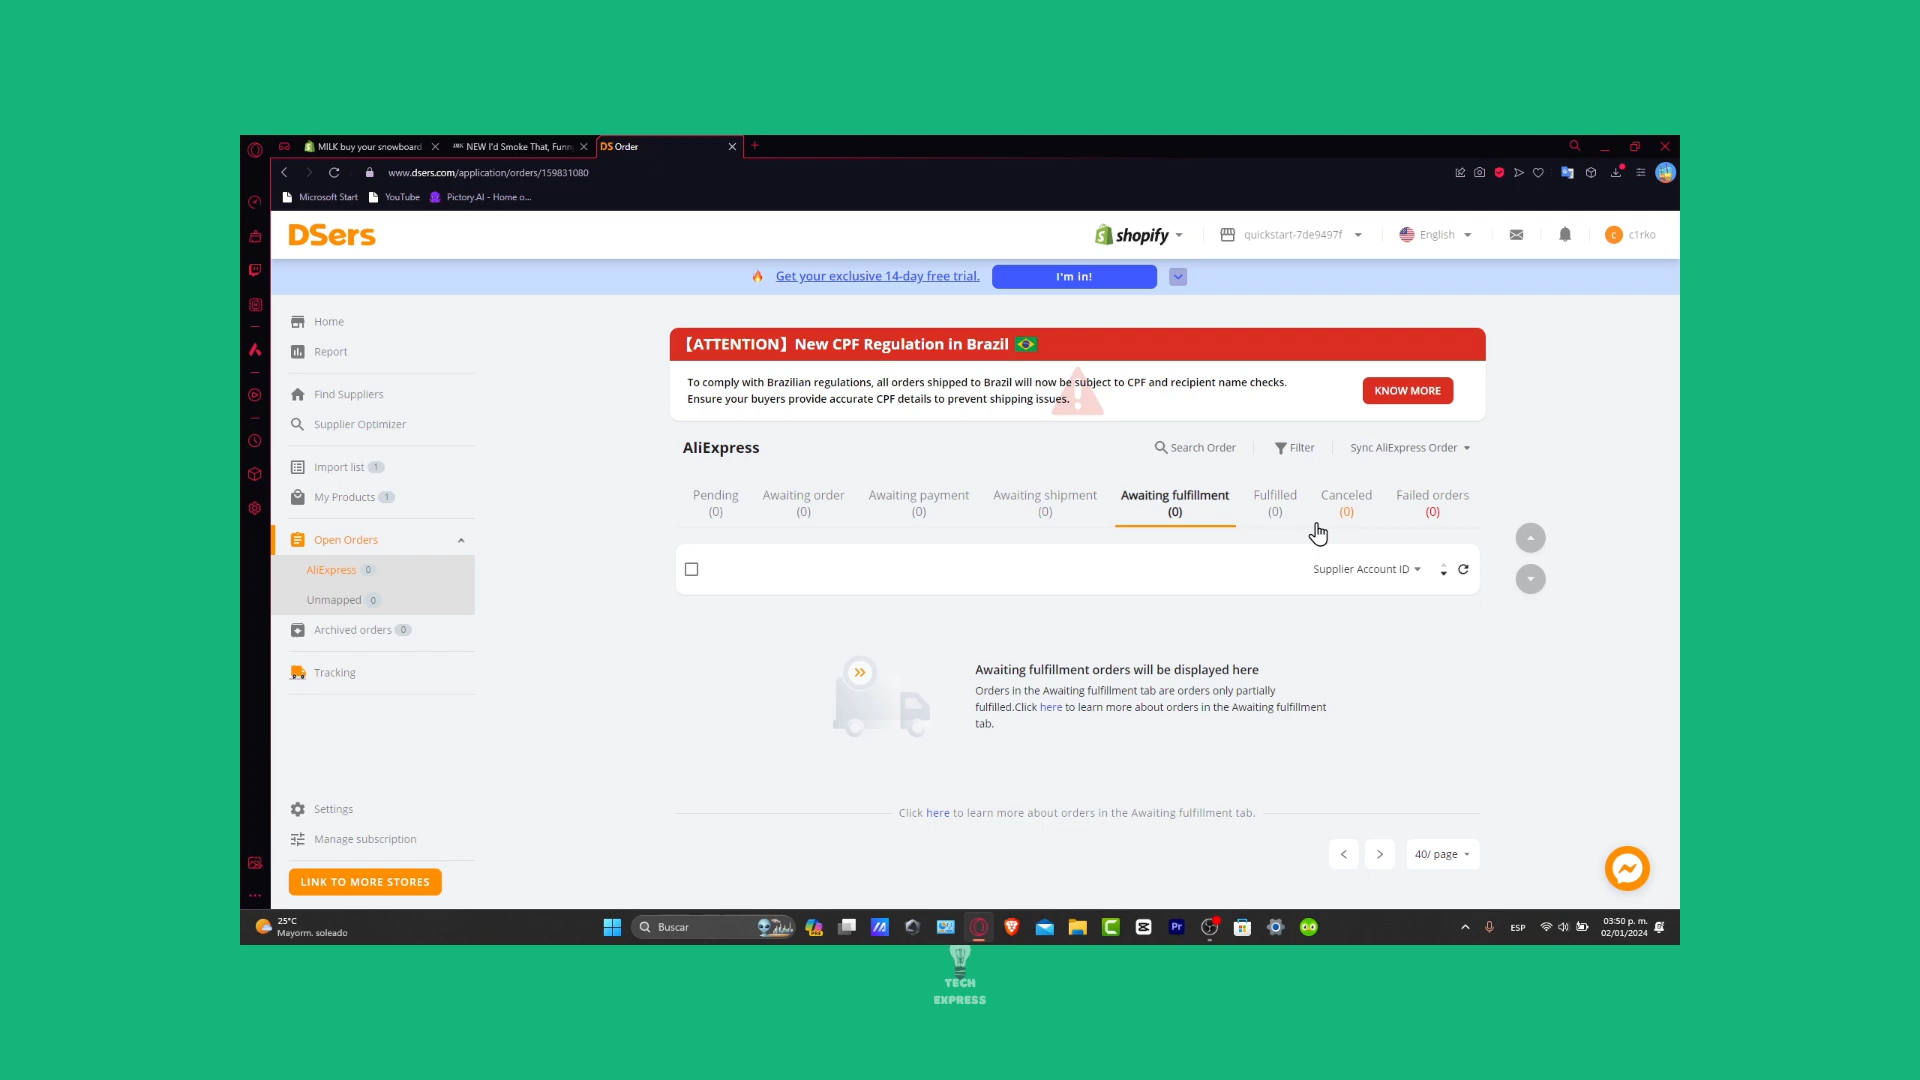 MILK buy your snowboard
NEW I'd Smoke That, Funn
DS Order
www.dsers.com/application/orders/159831080
Microsoft Start
YouTube
Pictory.AI - Home o...
DSers
shopify
quickstart-7de9497f
English
c
c1rko
Get your exclusive 14-day free trial.
I'm in!
Home
Report
Find Suppliers
Supplier Optimizer
Import list 1
My Products 1
Open Orders
AliExpress 0
Unmapped 0
Archived orders 0
Tracking
Settings
Manage subscription
LINK TO MORE STORES
【ATTENTION】New CPF Regulation in Brazil
To comply with Brazilian regulations, all orders shipped to Brazil will now be subject to CPF and recipient name checks.
Ensure your buyers provide accurate CPF details to prevent shipping issues.
KNOW MORE
AliExpress
Search Order
Filter
Sync AliExpress Order
Pending (0)
Awaiting order (0)
Awaiting payment (0)
Awaiting shipment (0)
Awaiting fulfillment (0)
Fulfilled (0)
Canceled (0)
Failed orders (0)
Supplier Account ID
Awaiting fulfillment orders will be displayed here
Orders in the Awaiting fulfillment tab are orders only partially
fulfilled.Click here to learn more about orders in the Awaiting fulfillment
tab.
Click here to learn more about orders in the Awaiting fulfillment tab.
40/ page
25°C
Mayorm. soleado
Buscar
Pr
ESP
03:50 p. m.
02/01/2024
TECH
EXPRESS